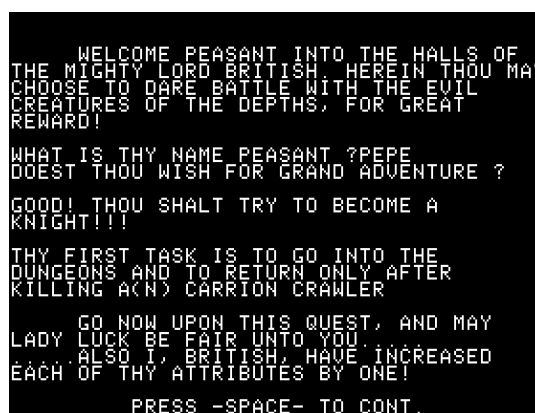 WELCOME PEASANT INTO THE HALLS OF
THE MIGHTY LORD BRITISH. HEREIN THOU MA
CHOOSE TO DARE BATTLE WITH THE EVIL
CREATURES OF THE DEPTHS, FOR GREAT
REWARD!
WHAT IS THY NAME PEASANT ?PEPE
DOEST THOU WISH FOR GRAND ADVENTURE ?
GOOD! THOU SHALT TRY TO BECOME A
KNIGHT!!!
THY FIRST TASK IS TO GO INTO THE
DUNGEONS AND TO RETURN ONLY AFTER
KILLING A(N) CARRION CRAWLER
GO NOW UPON THIS QUEST, AND MAY
LADY LUCK BE FAIR UNTO YOU.....
.....ALSO I, BRITISH, HAVE INCREASED
EACH OF THY ATTRIBUTES BY ONE!
PRESS -SPACE- TO CONT.